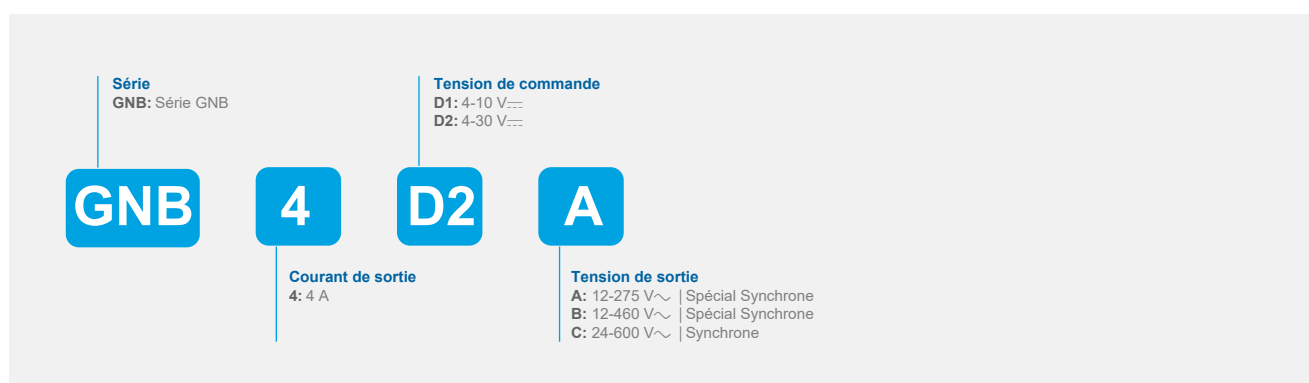 Série
GNB: Série GNB
Tension de commande
D1: 4-10 V⎓
D2: 4-30 V⎓
GNB 4 D2 A
Courant de sortie
4: 4 A
Tension de sortie
A: 12-275 V～ | Spécial Synchrone
B: 12-460 V～ | Spécial Synchrone
C: 24-600 V～ | Synchrone